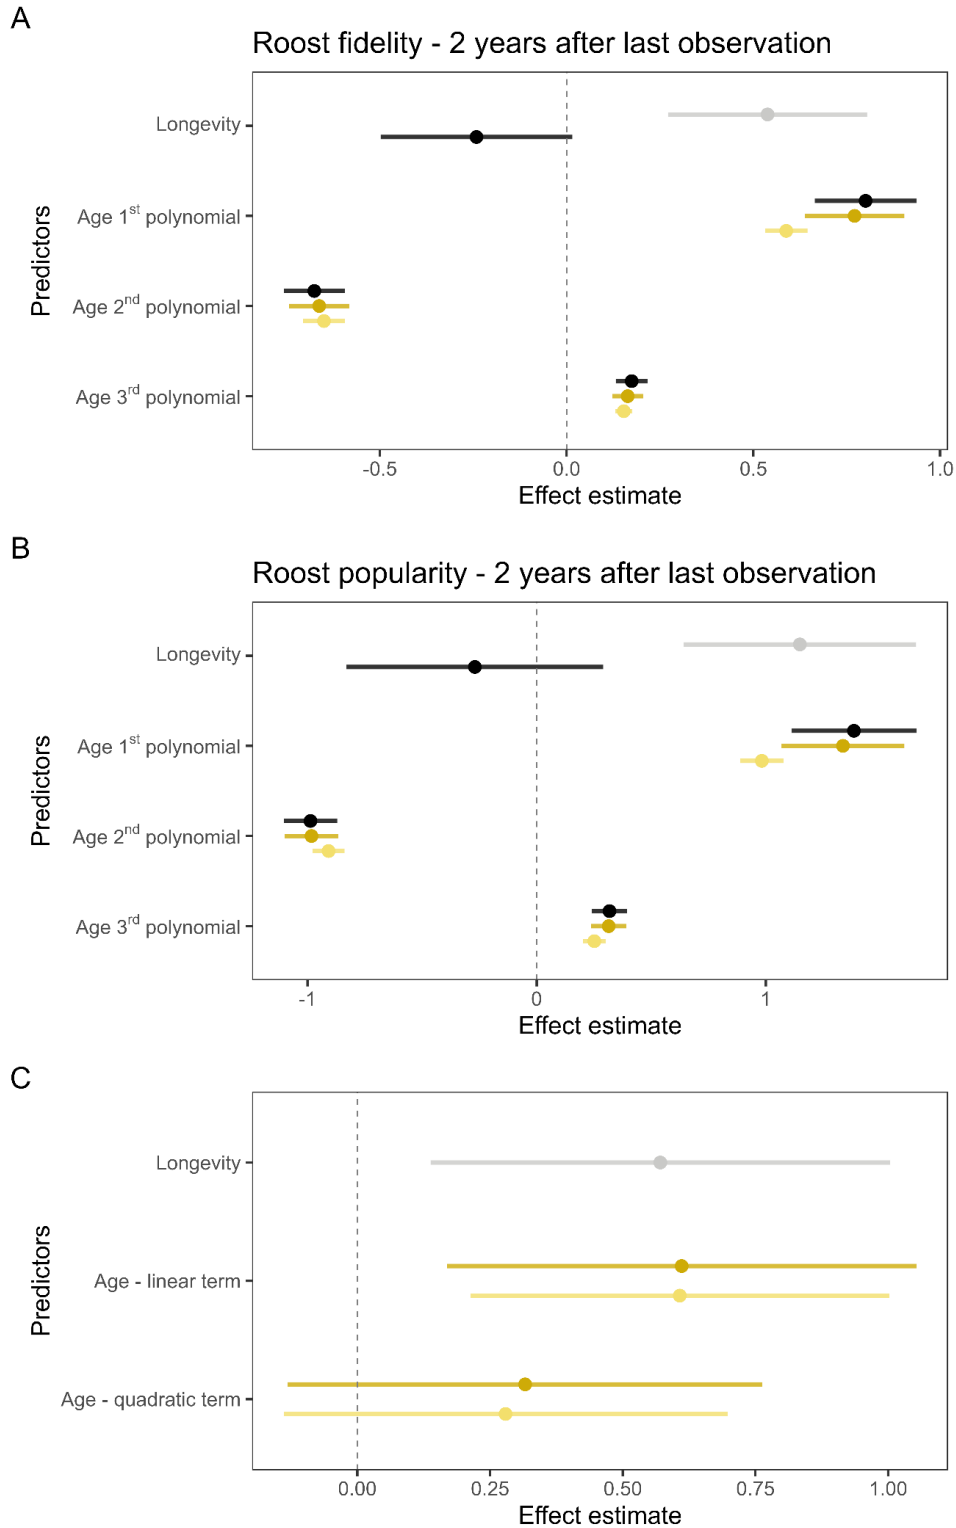 A
Roost fidelity - 2 years after last observation
Predictors
Longevity
Age 1st polynomial
Age 2nd polynomial
Age 3rd polynomial
-0.5 0.0 0.5 1.0
Effect estimate
B
Roost popularity - 2 years after last observation
Predictors
Longevity
Age 1st polynomial
Age 2nd polynomial
Age 3rd polynomial
-1 0 1
Effect estimate
C
Predictors
Longevity
Age - linear term
Age - quadratic term
0.00 0.25 0.50 0.75 1.00
Effect estimate